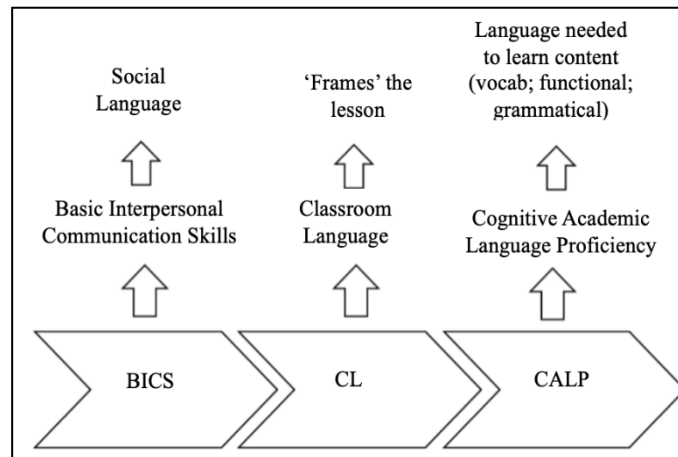 Social
Language
‘Frames’ the
lesson
Language needed
to learn content
(vocab; functional;
grammatical)
Basic Interpersonal
Communication Skills
Classroom
Language
Cognitive Academic
Language Proficiency
BICS
CL
CALP